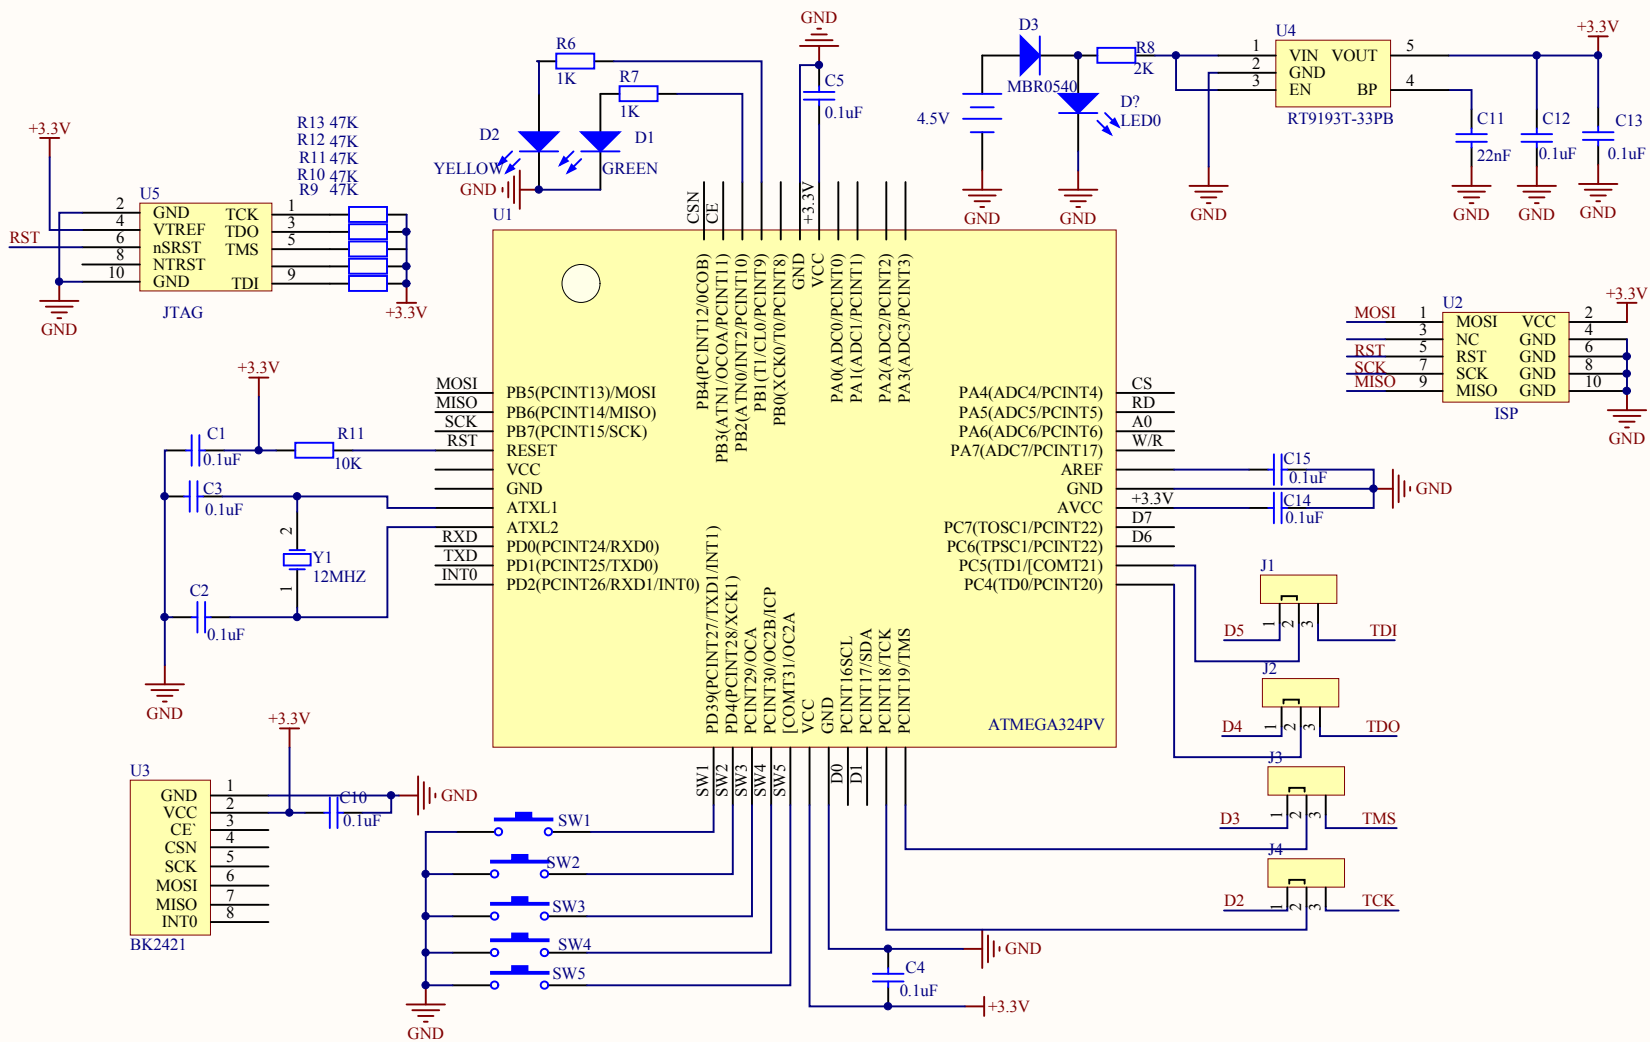 GND
R6
1K
R7
1K
C5
0.1uF
D2
YELLOW
D1
GREEN
GND
U1
D3
MBR0540
R8
2K
4.5V
D?
LED0
GND
GND
GND
U4
1 VIN VOUT 5
2 GND
3 EN BP 4
RT9193T-33PB
+3.3V
C11
22nF
C12
0.1uF
C13
0.1uF
GND
GND
GND
+3.3V
R13 47K
R12 47K
R11 47K
R10 47K
R9 47K
U5
2 GND TCK 1
4 VTREF TDO 3
RST 6 nSRST TMS 5
8 NTRST
10 GND TDI 9
JTAG
GND
+3.3V
CSN
CE
+3.3V
PB4(PCINT12/0COB)
PB3(ATN1/OCOA/PCINT11)
PB2(ATN0/INT2/PCINT10)
PB1(T1/CL0/PCINT9)
PB0(XCK0/T0/PCINT8)
GND
VCC
PA0(ADC0/PCINT0)
PA1(ADC1/PCINT1)
PA2(ADC2/PCINT2)
PA3(ADC3/PCINT3)
U2
+3.3V
MOSI 1 MOSI VCC 2
3 NC GND 4
RST 5 RST GND 6
SCK 7 SCK GND 8
MISO 9 MISO GND 10
ISP
GND
+3.3V
C1
0.1uF
R11
10K
C3
0.1uF
2
Y1
12MHZ
1
C2
0.1uF
GND
MOSI PB5(PCINT13)/MOSI
MISO PB6(PCINT14/MISO)
SCK PB7(PCINT15/SCK)
RST RESET
VCC
GND
ATXL1
ATXL2
RXD PD0(PCINT24/RXD0)
TXD PD1(PCINT25/TXD0)
INT0 PD2(PCINT26/RXD1/INT0)
PA4(ADC4/PCINT4) CS
PA5(ADC5/PCINT5) RD
PA6(ADC6/PCINT6) A0
PA7(ADC7/PCINT17) W/R
AREF
GND
AVCC +3.3V
PC7(TOSC1/PCINT22) D7
PC6(TPSC1/PCINT22) D6
PC5(TD1/[COMT21)
PC4(TD0/PCINT20)
C15
0.1uF
GND
C14
0.1uF
PD39(PCINT27/TXD1/INT1)
PD4(PCINT28/XCK1)
PCINT29/OCA
PCINT30/OC2B/ICP
[COMT31/OC2A
VCC
GND
PCINT16SCL
PCINT17/SDA
PCINT18/TCK
PCINT19/TMS
ATMEGA324PV
SW1
SW2
SW3
SW4
SW5
D0
D1
J1
1 2 3
D5 TDI
J2
1 2 3
D4 TDO
J3
1 2 3
D3 TMS
J4
1 2 3
D2 TCK
+3.3V
U3
GND 1
VCC 2
CE` 3
CSN 4
SCK 5
MOSI 6
MISO 7
INT0 8
BK2421
C10
0.1uF
GND
SW1
SW2
SW3
SW4
SW5
GND
GND
C4
0.1uF
+3.3V